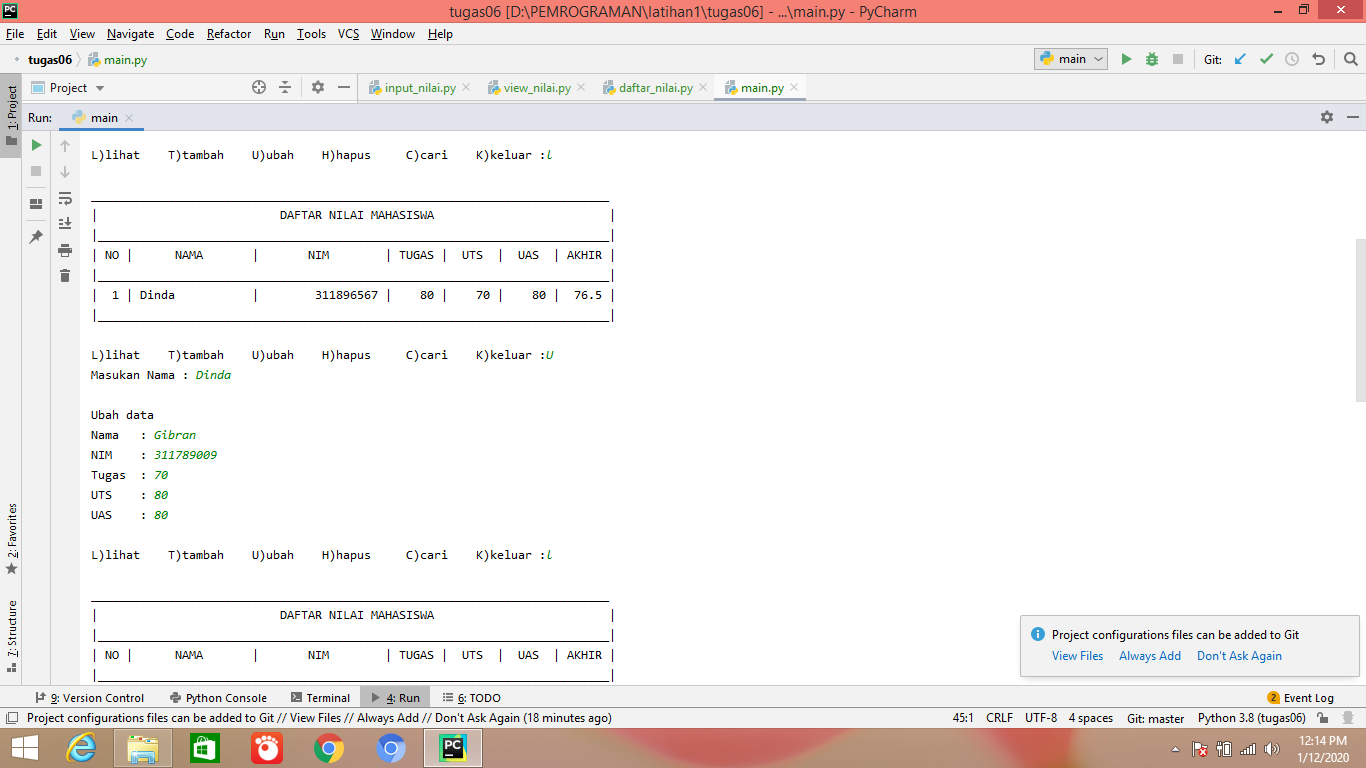 tugas06 [D:\PEMROGRAMAN\latihan1\tugas06] - ...\main.py - PyCharm
File Edit View Navigate Code Refactor Run Tools VCS Window Help
tugas06 main.py main Git:
1: Project
Project input_nilai.py view_nilai.py daftar_nilai.py main.py
Run: main
L)lihat T)tambah U)ubah H)hapus C)cari K)keluar :l
| DAFTAR NILAI MAHASISWA |
| NO | NAMA | NIM | TUGAS | UTS | UAS | AKHIR |
| 1 | Dinda | 311896567 | 80 | 70 | 80 | 76.5 |
L)lihat T)tambah U)ubah H)hapus C)cari K)keluar :U
Masukan Nama : Dinda
Ubah data
Nama : Gibran
NIM : 311789009
Tugas : 70
UTS : 80
UAS : 80
L)lihat T)tambah U)ubah H)hapus C)cari K)keluar :l
| DAFTAR NILAI MAHASISWA |
| NO | NAMA | NIM | TUGAS | UTS | UAS | AKHIR |
2: Favorites
7: Structure
Project configurations files can be added to Git
View Files Always Add Don't Ask Again
9: Version Control Python Console Terminal 4: Run 6: TODO 2 Event Log
Project configurations files can be added to Git // View Files // Always Add // Don't Ask Again (18 minutes ago) 45:1 CRLF UTF-8 4 spaces Git: master Python 3.8 (tugas06)
PC
12:14 PM
1/12/2020